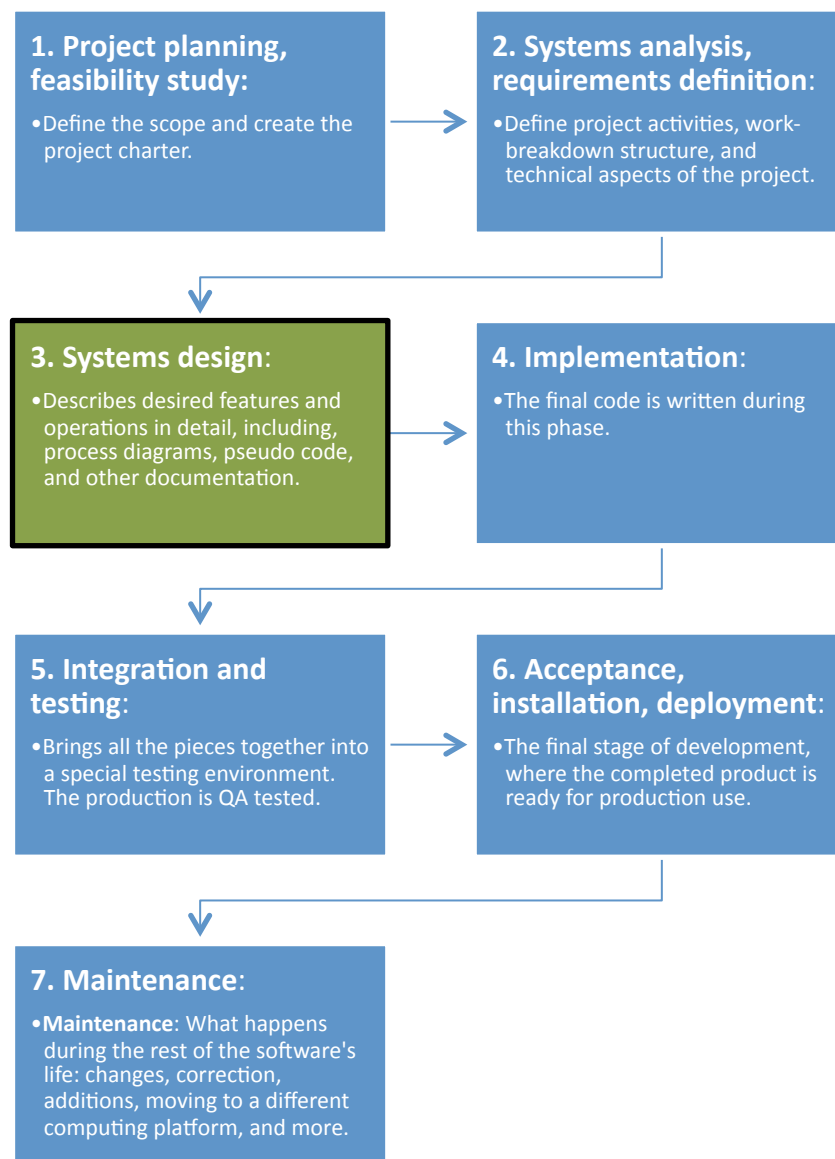 1. Project planning,
feasibility study:
•Define the scope and create the
project charter.
2. Systems analysis,
requirements definition:
•Define project activities, work-
breakdown structure, and
technical aspects of the project.
3. Systems design:
•Describes desired features and
operations in detail, including,
process diagrams, pseudo code,
and other documentation.
4. Implementation:
•The final code is written during
this phase.
5. Integration and
testing:
•Brings all the pieces together into
a special testing environment.
The production is QA tested.
6. Acceptance,
installation, deployment:
•The final stage of development,
where the completed product is
ready for production use.
7. Maintenance:
•Maintenance: What happens
during the rest of the software's
life: changes, correction,
additions, moving to a different
computing platform, and more.